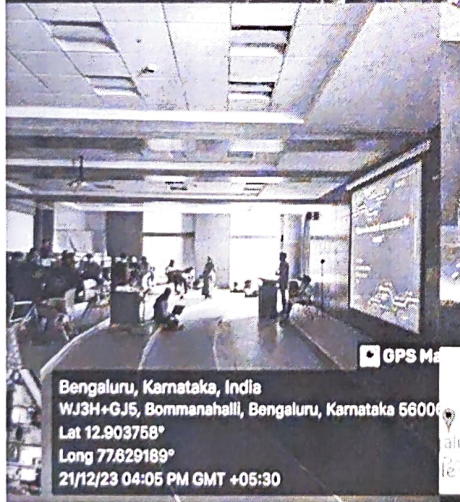 GPS Ma
Bengaluru, Karnataka, India
WJ3H+GJ5, Bommanahalli, Bengaluru, Karnataka 5600
Lat 12.903758°
Long 77.629189°
21/12/23 04:05 PM GMT +05:30